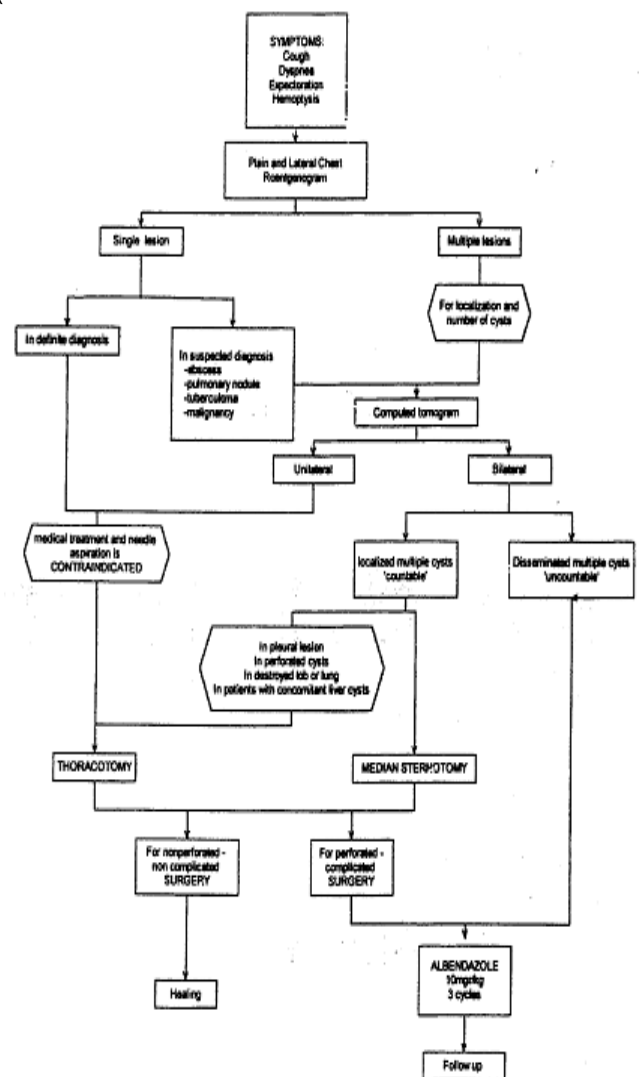 SYMPTOMS:
Cough
Dyspnea
Expectoration
Hemoptysis
Plain and Lateral Chest
Roentgenogram
Single lesion
Multiple lesions
For localization and
number of cysts
In definite diagnosis
In suspected diagnosis
-abscess
-pulmonary nodule
-tuberculoma
-malignancy
Computed tomogram
Unilateral
Bilateral
medical treatment and needle
aspiration is
CONTRAINDICATED
localized multiple cysts
'countable'
Disseminated multiple cysts
'uncountable'
In pleural lesion
In perforated cysts
In destroyed lob or lung
In patients with concomitant liver cysts
THORACOTOMY
MEDIAN STERNOTOMY
For nonperforated -
non complicated
SURGERY
For perforated -
complicated
SURGERY
Healing
ALBENDAZOLE
10mg/kg
3 cycles
Follow up